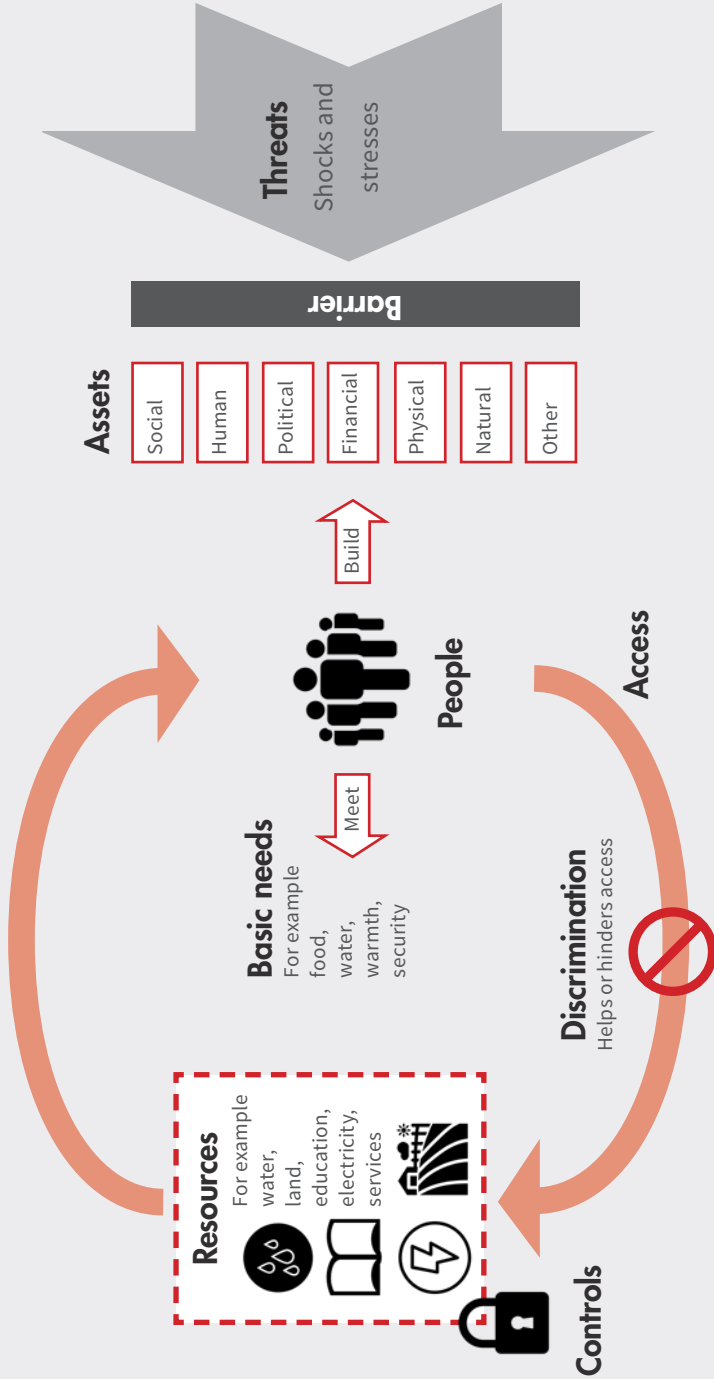 Resources
For example
water,
land,
education,
electricity,
services
Controls
Basic needs
For example
food,
water,
warmth,
security
Meet
People
Build
Discrimination
Helps or hinders access
Access
Assets
Social
Human
Political
Financial
Physical
Natural
Other
Barrier
Threats
Shocks and
stresses